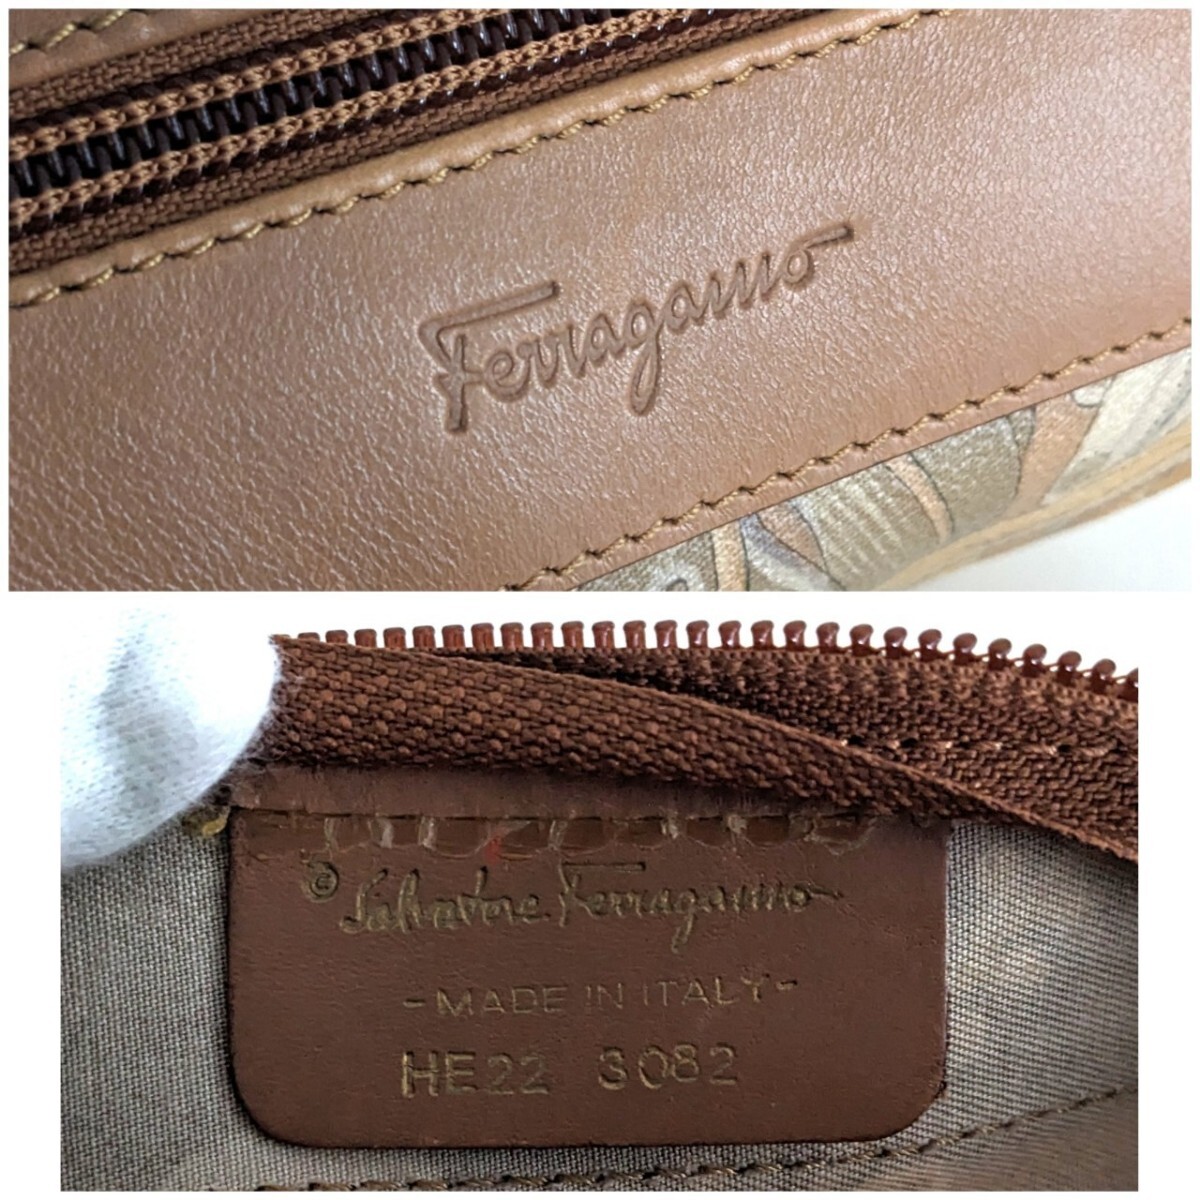 Ferragamo
© Salvatore Ferragamo
-MADE IN ITALY-
HE22 3082